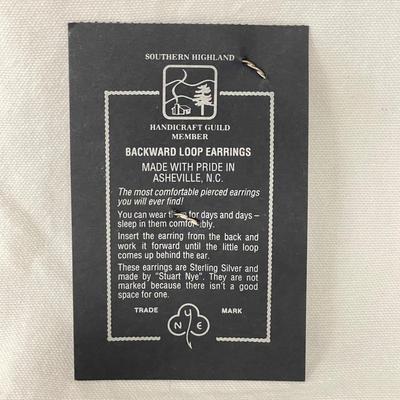 SOUTHERN HIGHLAND
HANDICRAFT GUILD
MEMBER
BACKWARD LOOP EARRINGS
MADE WITH PRIDE IN
ASHEVILLE, N.C.
The most comfortable pierced earrings
you will ever find!
You can wear for days and days –
sleep in them
Insert the earring from the back and
work it forward until the little loop
comes up behind the ear.
These earrings are Sterling Silver and
made by "Stuart Nye". They are not
marked because there isn't a good
space for one.
TRADE MARK
N Y E